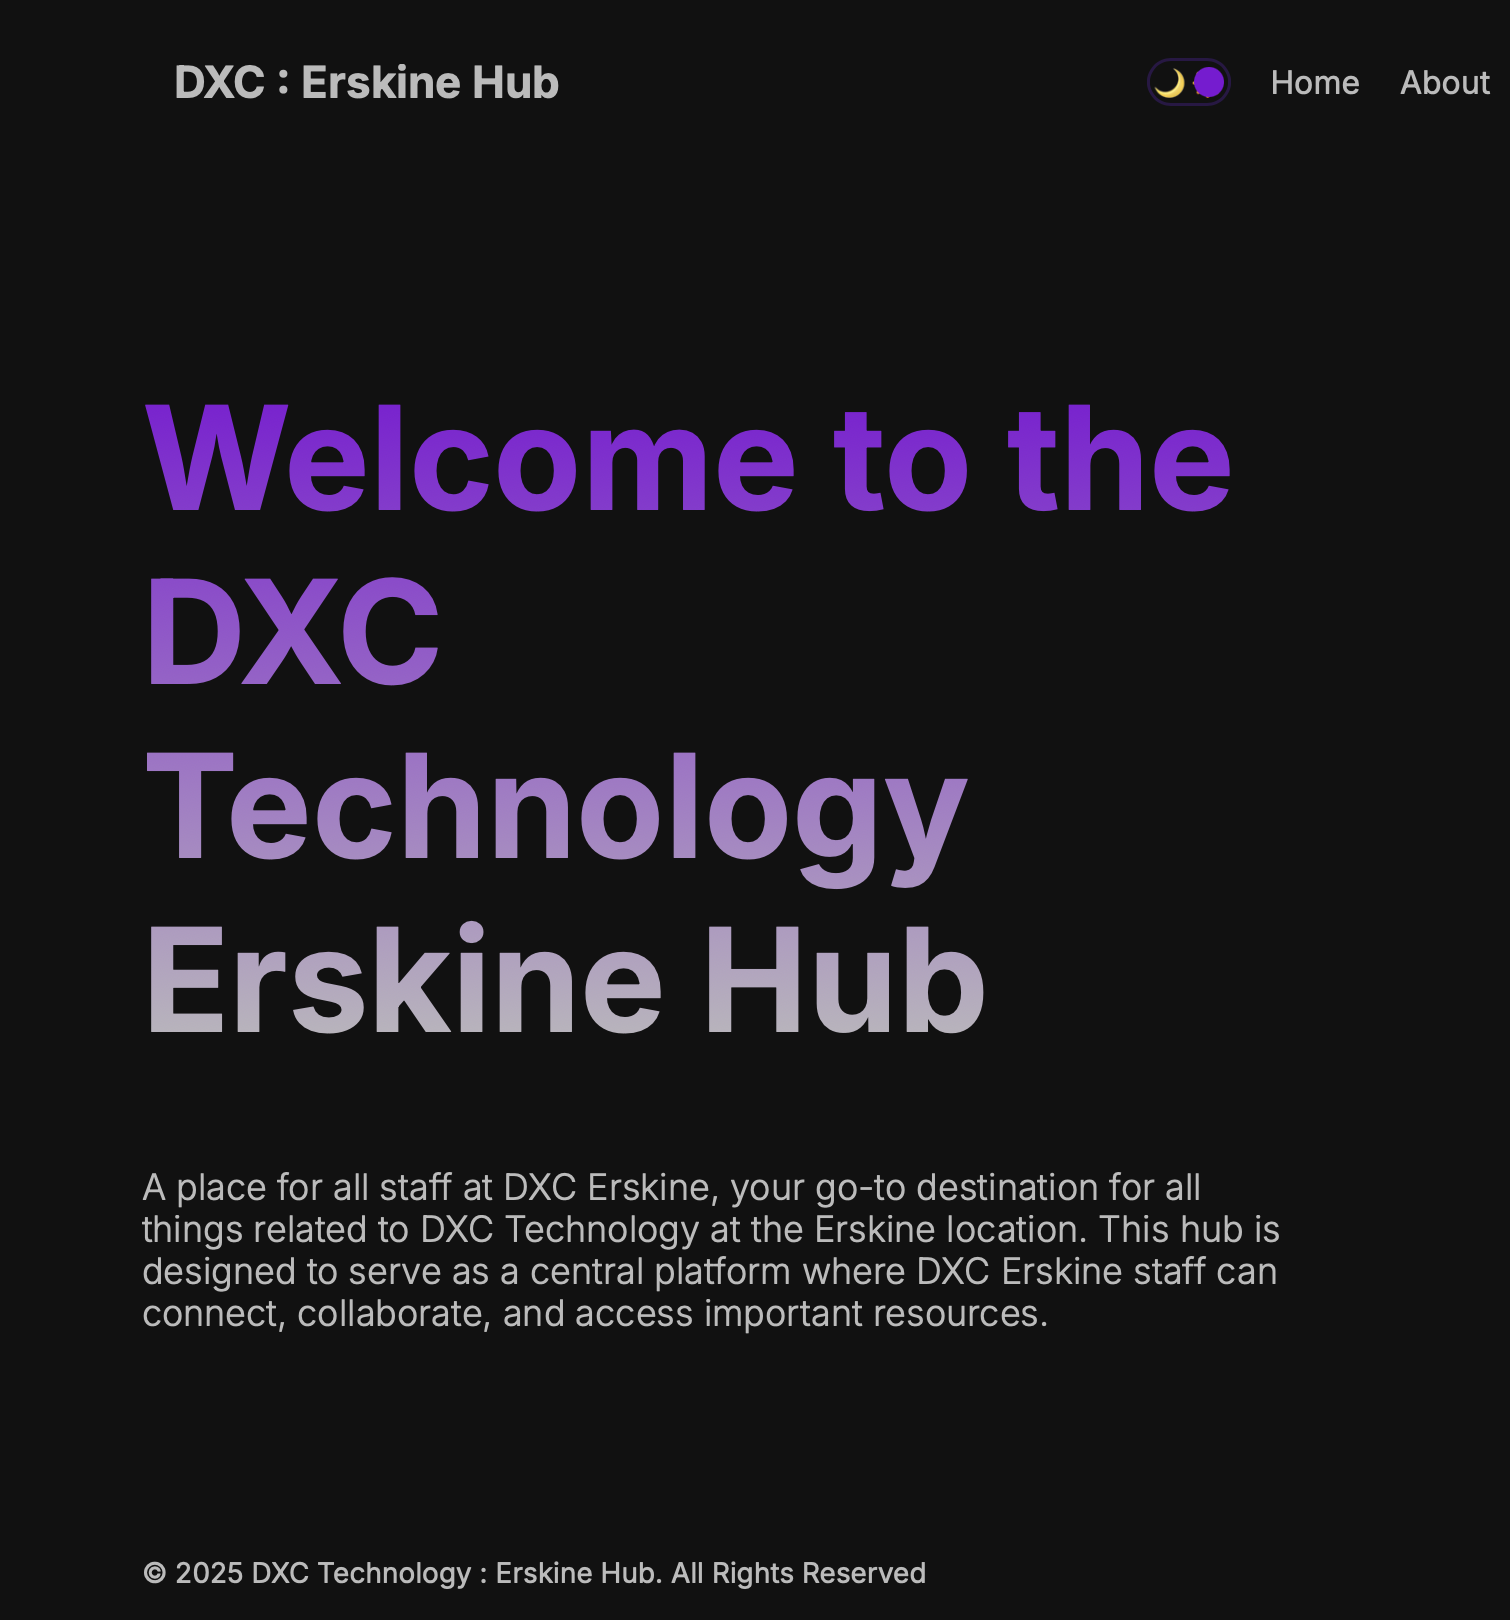 DXC : Erskine Hub
Home
About
Welcome to the
DXC
Technology
Erskine Hub
A place for all staff at DXC Erskine, your go-to destination for all
things related to DXC Technology at the Erskine location. This hub is
designed to serve as a central platform where DXC Erskine staff can
connect, collaborate, and access important resources.
© 2025 DXC Technology : Erskine Hub. All Rights Reserved